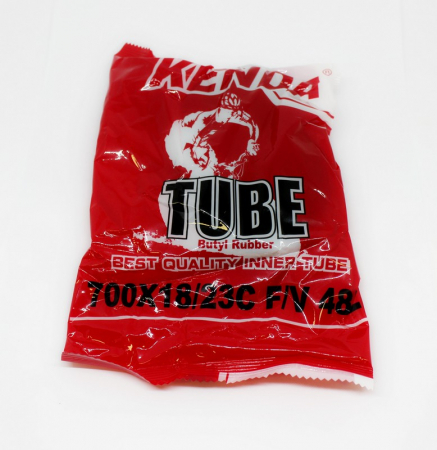 KENDA®
TUBE
Butyl Rubber
BEST QUALITY INNER TUBE
700X18/23C F/V 48